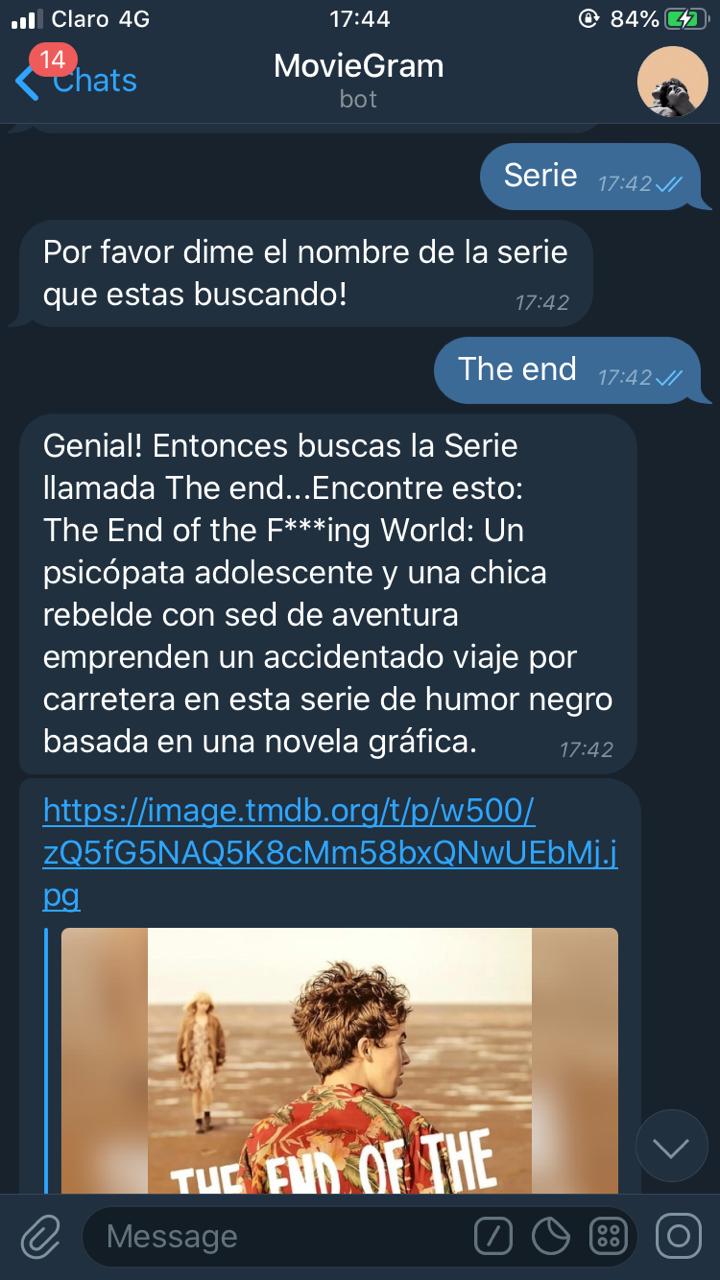 Claro 4G 17:44 84%
14
Chats
MovieGram
bot
Serie 17:42
Por favor dime el nombre de la serie
que estas buscando! 17:42
The end 17:42
Genial! Entonces buscas la Serie
llamada The end...Encontre esto:
The End of the F***ing World: Un
psicópata adolescente y una chica
rebelde con sed de aventura
emprenden un accidentado viaje por
carretera en esta serie de humor negro
basada en una novela gráfica. 17:42
https://image.tmdb.org/t/p/w500/
zQ5fG5NAQ5K8cMm58bxQNwUEbMj.j
pg
THE END OF THE
Message